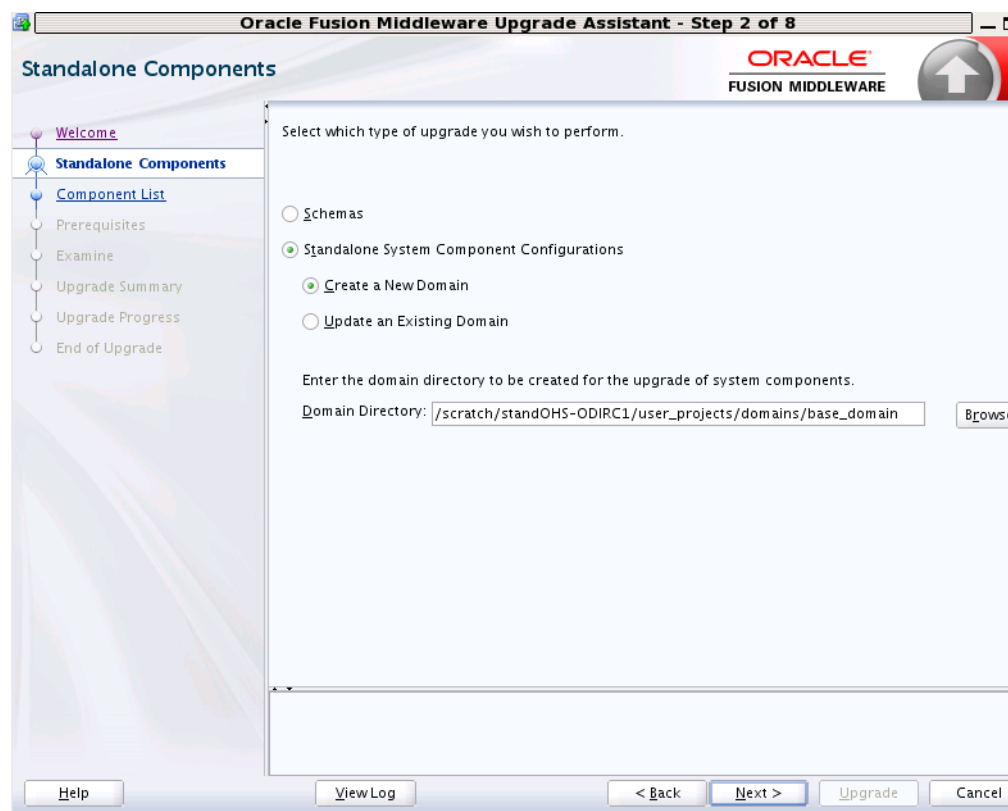 Oracle Fusion Middleware Upgrade Assistant - Step 2 of 8
Standalone Components
ORACLE
FUSION MIDDLEWARE
Welcome
Standalone Components
Component List
Prerequisites
Examine
Upgrade Summary
Upgrade Progress
End of Upgrade
Select which type of upgrade you wish to perform.
Schemas
Standalone System Component Configurations
Create a New Domain
Update an Existing Domain
Enter the domain directory to be created for the upgrade of system components.
Domain Directory: /scratch/standOHS-ODIRC1/user_projects/domains/base_domain Brows
Help View Log < Back Next > Upgrade Cancel